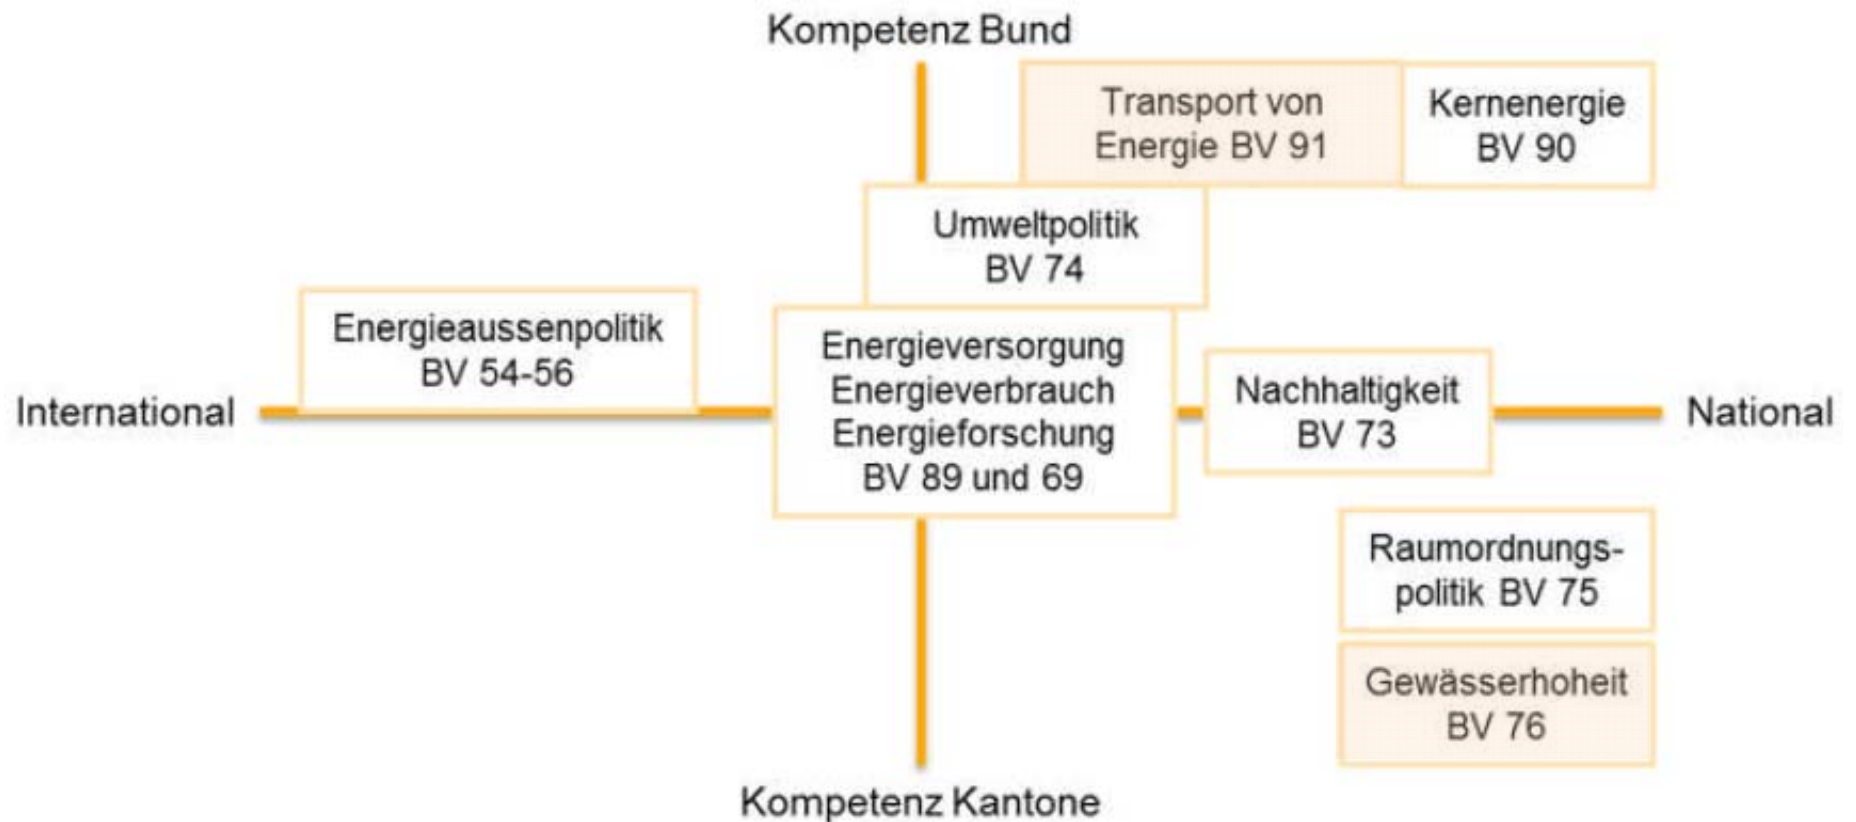 Kompetenz Bund
Transport von
Energie BV 91
Kernenergie
BV 90
Umweltpolitik
BV 74
Energieaussenpolitik
BV 54-56
Energieversorgung
Energieverbrauch
Energieforschung
BV 89 und 69
Nachhaltigkeit
BV 73
International
National
Raumordnungs-
politik BV 75
Gewässerhoheit
BV 76
Kompetenz Kantone